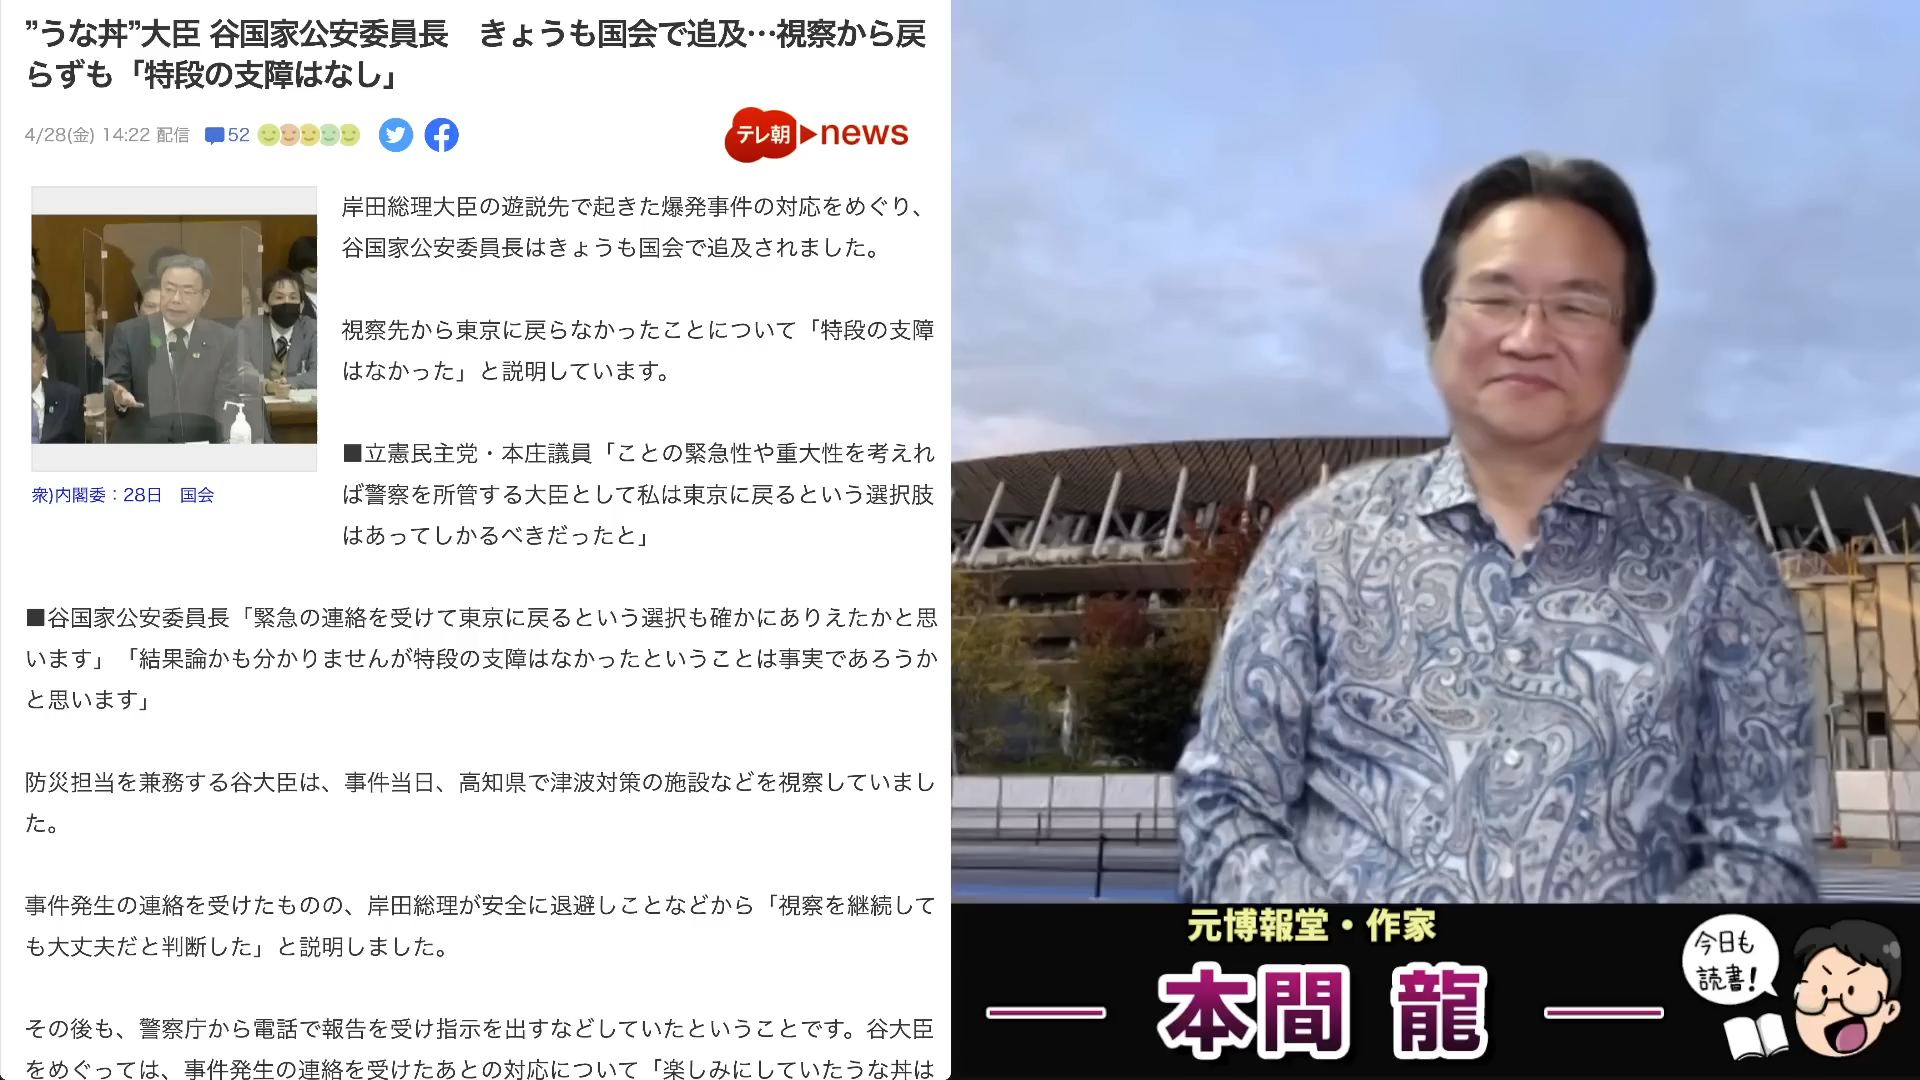 ”うな丼”大臣 谷国家公安委員長　きょうも国会で追及…視察から戻
らずも「特段の支障はなし」
4/28(金) 14:22 配信
52
テレ朝
news
岸田総理大臣の遊説先で起きた爆発事件の対応をめぐり、
谷国家公安委員長はきょうも国会で追及されました。
視察先から東京に戻らなかったことについて「特段の支障
はなかった」と説明しています。
■立憲民主党・本庄議員「ことの緊急性や重大性を考えれ
ば警察を所管する大臣として私は東京に戻るという選択肢
はあってしかるべきだったと」
衆)内閣委：28日　国会
■谷国家公安委員長「緊急の連絡を受けて東京に戻るという選択も確かにありえたかと思
います」「結果論かも分かりませんが特段の支障はなかったということは事実であろうか
と思います」
防災担当を兼務する谷大臣は、事件当日、高知県で津波対策の施設などを視察していまし
た。
事件発生の連絡を受けたものの、岸田総理が安全に退避しことなどから「視察を継続して
も大丈夫だと判断した」と説明しました。
その後も、警察庁から電話で報告を受け指示を出すなどしていたということです。谷大臣
をめぐっては、事件発生の連絡を受けたあとの対応について「楽しみにしていたうな丼は
元博報堂・作家
本間 龍
今日も
読書!